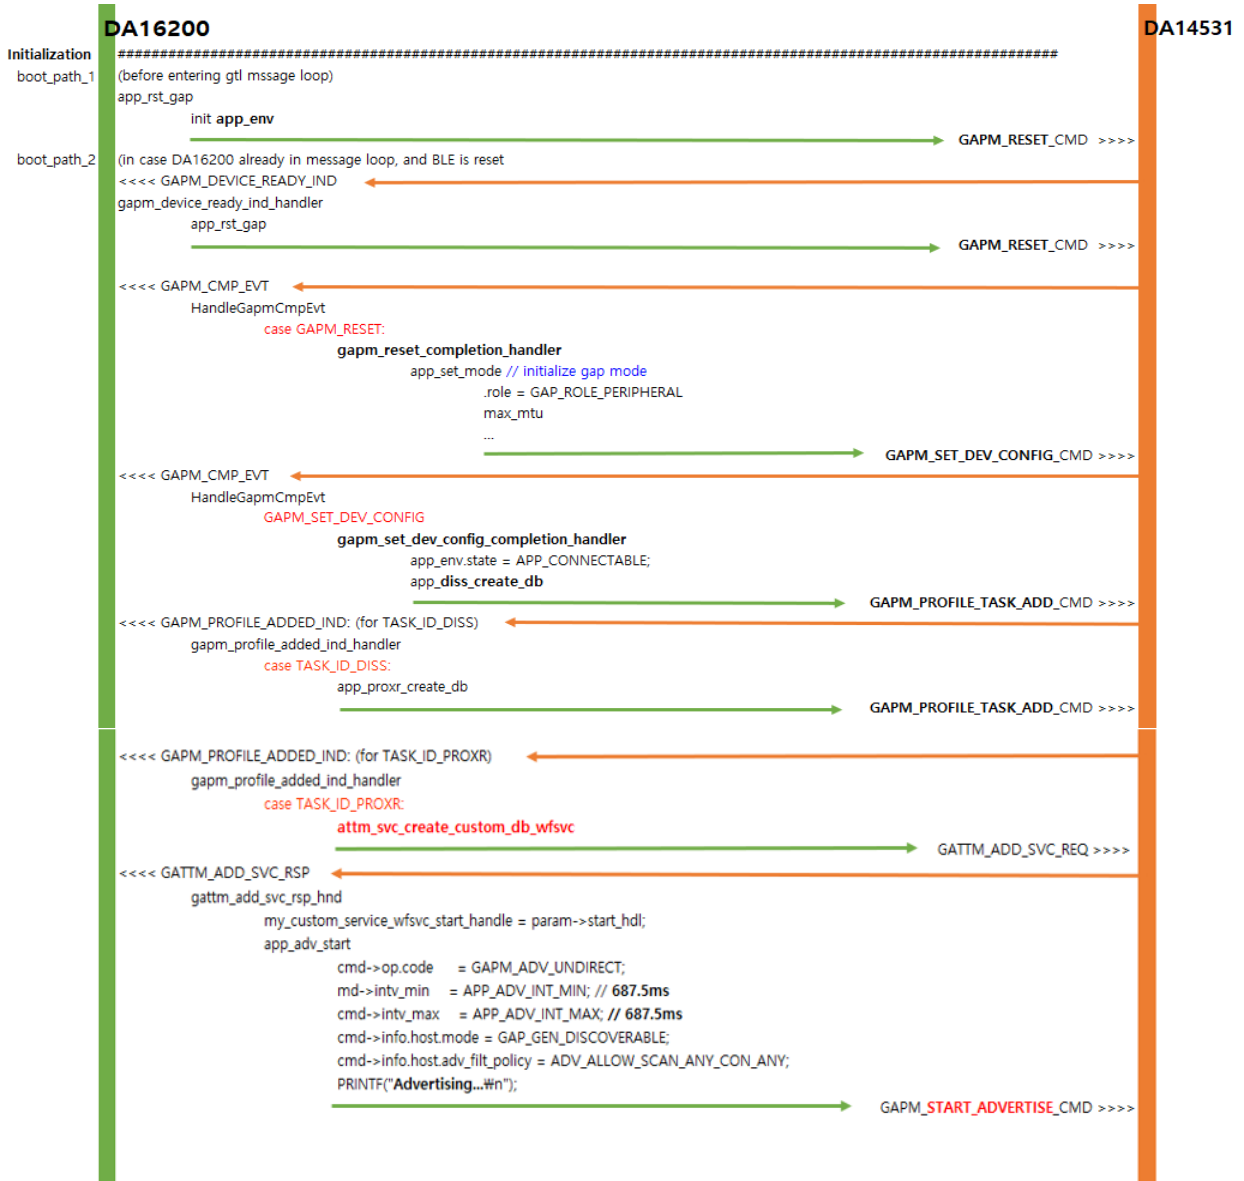 DA16200 DA14531
Initialization ################################################################################################################
boot_path_1 (before entering gtl mssage loop)
app_rst_gap
init app_env
GAPM_RESET_CMD >>>>
boot_path_2 (in case DA16200 already in message loop, and BLE is reset
<<<< GAPM_DEVICE_READY_IND
gapm_device_ready_ind_handler
app_rst_gap
GAPM_RESET_CMD >>>>
<<<< GAPM_CMP_EVT
HandleGapmCmpEvt
case GAPM_RESET:
gapm_reset_completion_handler
app_set_mode // initialize gap mode
.role = GAP_ROLE_PERIPHERAL
max_mtu
...
GAPM_SET_DEV_CONFIG_CMD >>>>
<<<< GAPM_CMP_EVT
HandleGapmCmpEvt
GAPM_SET_DEV_CONFIG
gapm_set_dev_config_completion_handler
app_env.state = APP_CONNECTABLE;
app_diss_create_db
GAPM_PROFILE_TASK_ADD_CMD >>>>
<<<< GAPM_PROFILE_ADDED_IND: (for TASK_ID_DISS)
gapm_profile_added_ind_handler
case TASK_ID_DISS:
app_proxr_create_db
GAPM_PROFILE_TASK_ADD_CMD >>>>
<<<< GAPM_PROFILE_ADDED_IND: (for TASK_ID_PROXR)
gapm_profile_added_ind_handler
case TASK_ID_PROXR:
attm_svc_create_custom_db_wfsvc
GATTM_ADD_SVC_REQ >>>>
<<<< GATTM_ADD_SVC_RSP
gattm_add_svc_rsp_hnd
my_custom_service_wfsvc_start_handle = param->start_hdl;
app_adv_start
cmd->op.code = GAPM_ADV_UNDIRECT;
md->intv_min = APP_ADV_INT_MIN; // 687.5ms
cmd->intv_max = APP_ADV_INT_MAX; // 687.5ms
cmd->info.host.mode = GAP_GEN_DISCOVERABLE;
cmd->info.host.adv_filt_policy = ADV_ALLOW_SCAN_ANY_CON_ANY;
PRINTF("Advertising...₩n");
GAPM_START_ADVERTISE_CMD >>>>